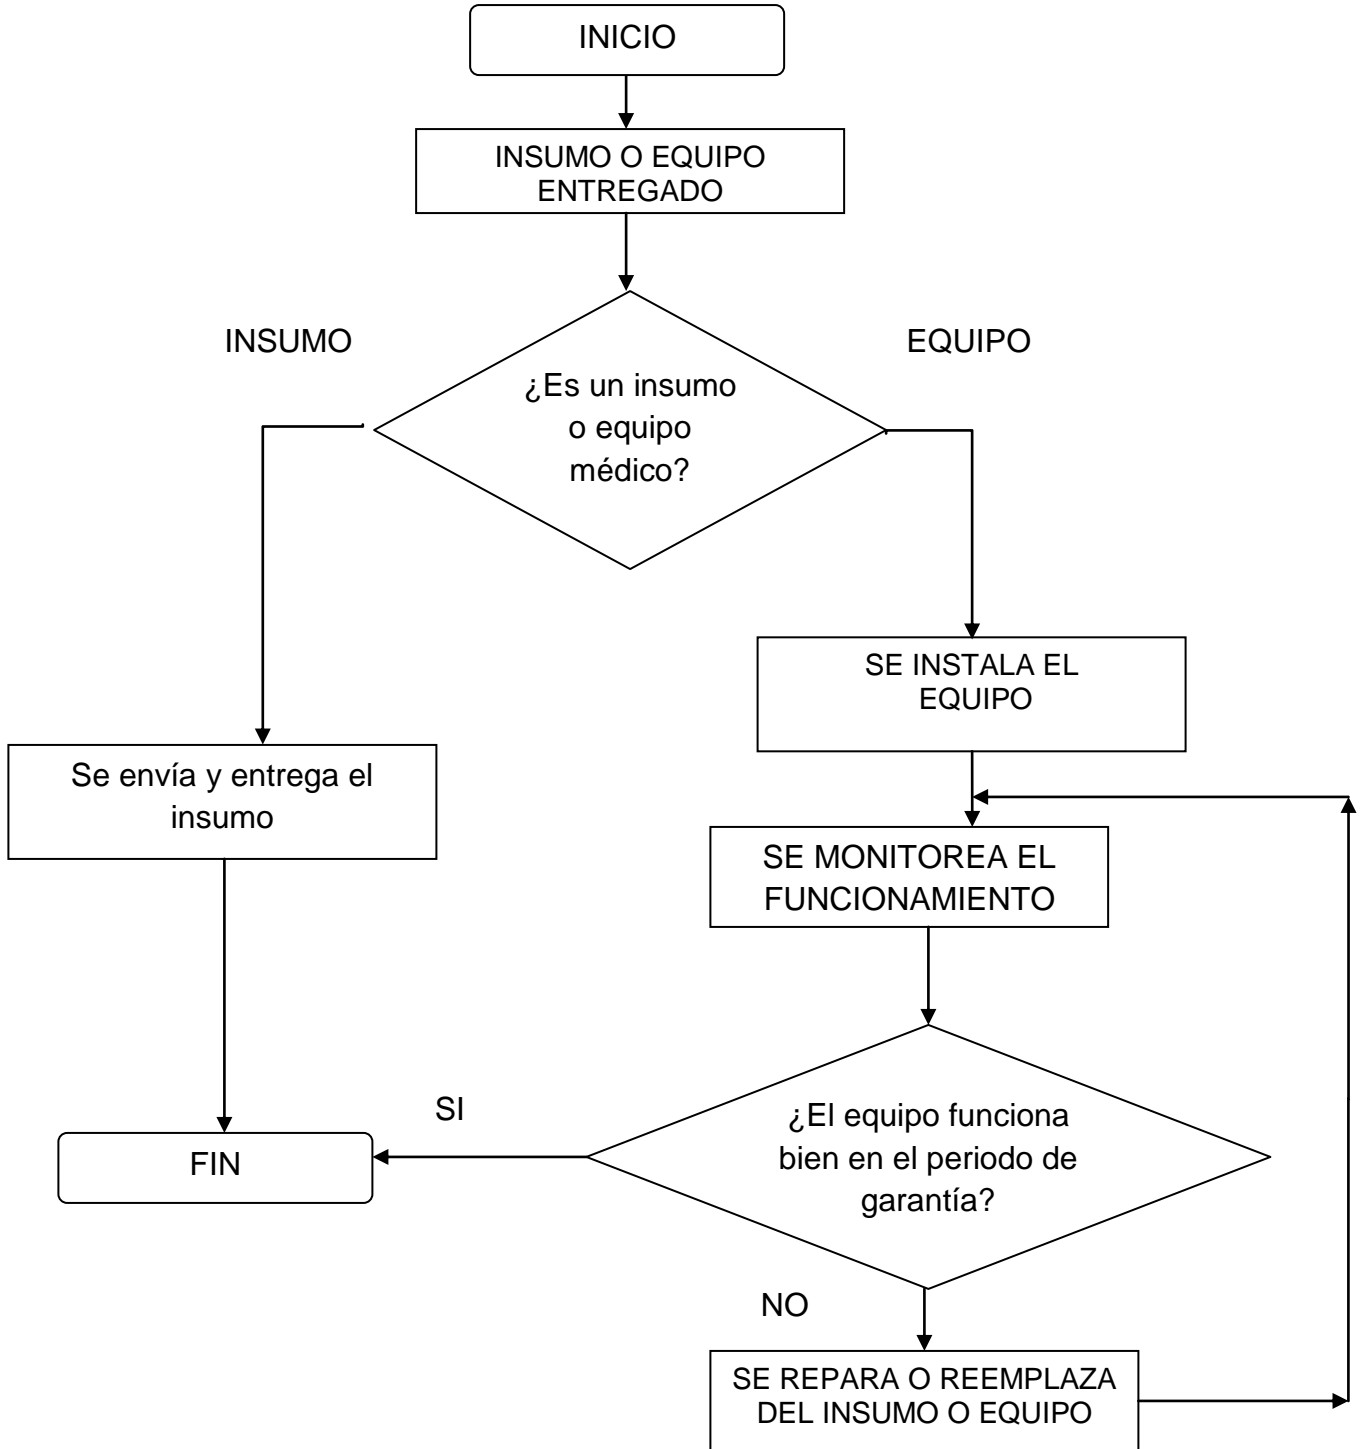 INICIO
INSUMO O EQUIPO
ENTREGADO
INSUMO
EQUIPO
¿Es un insumo
o equipo
médico?
SE INSTALA EL
EQUIPO
Se envía y entrega el
insumo
SE MONITOREA EL
FUNCIONAMIENTO
SI
¿El equipo funciona
bien en el periodo de
garantía?
FIN
NO
SE REPARA O REEMPLAZA
DEL INSUMO O EQUIPO